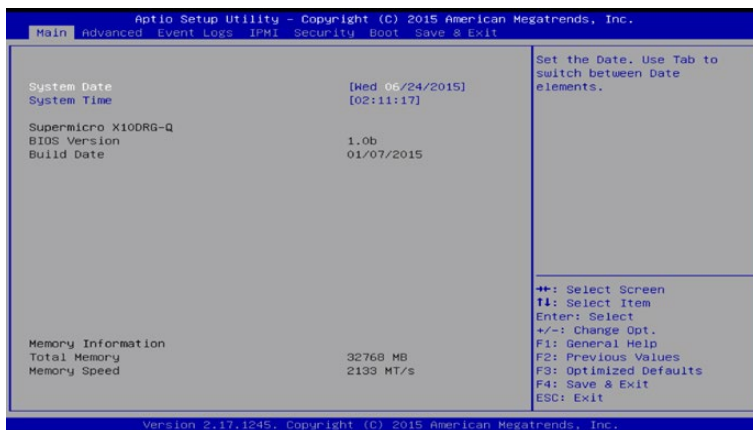 Aptio Setup Utility - Copyright (C) 2015 American Megatrends, Inc.
Main Advanced Event Logs IPMI Security Boot Save & Exit
System Date [Wed 06/24/2015]
System Time [02:11:17]
Supermicro X10DRG-Q
BIOS Version 1.0b
Build Date 01/07/2015
Memory Information
Total Memory 32768 MB
Memory Speed 2133 MT/s
Set the Date. Use Tab to
switch between Date
elements.
→←: Select Screen
↑↓: Select Item
Enter: Select
+/-: Change Opt.
F1: General Help
F2: Previous Values
F3: Optimized Defaults
F4: Save & Exit
ESC: Exit
Version 2.17.1245. Copyright (C) 2015 American Megatrends, Inc.